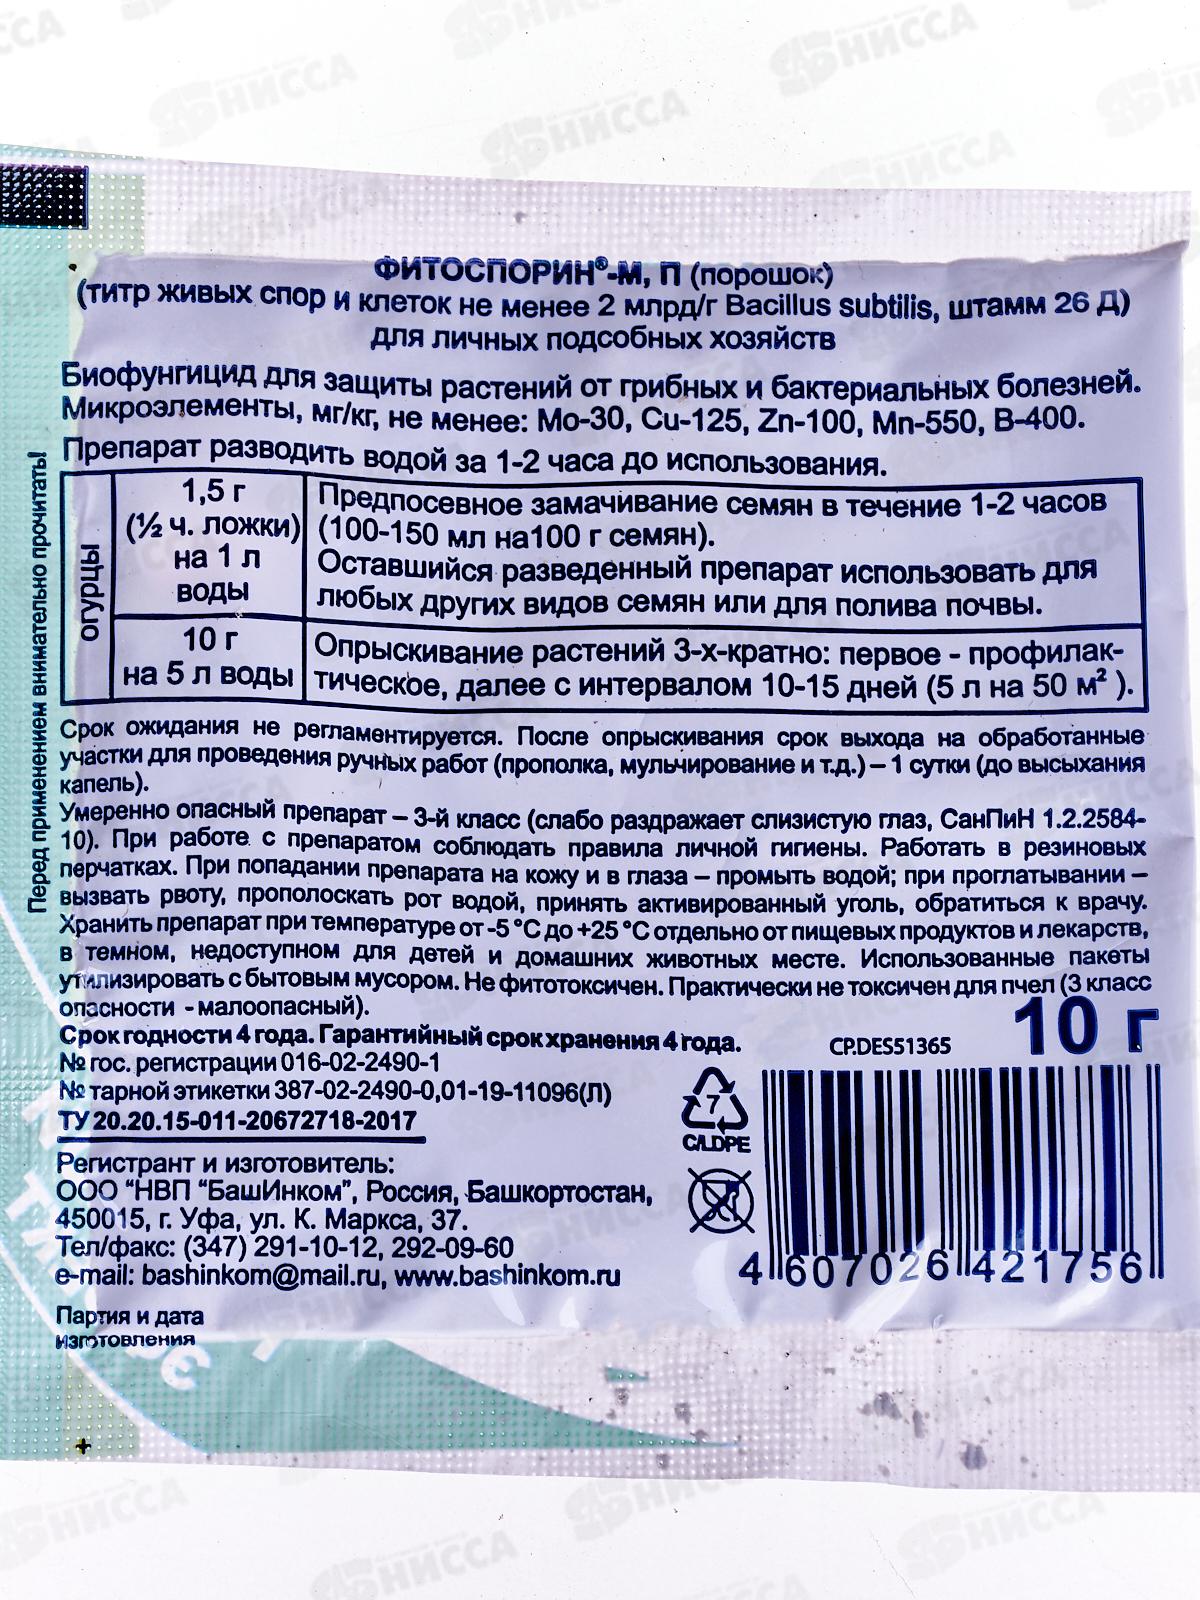 ФИТОСПОРИН®-М, П (порошок)
(титр живых спор и клеток не менее 2 млрд/г Bacillus subtilis, штамм 26 Д)
для личных подсобных хозяйств
Биофунгицид для защиты растений от грибных и бактериальных болезней.
Микроэлементы, мг/кг, не менее: Mo-30, Cu-125, Zn-100, Mn-550, B-400.
Препарат разводить водой за 1-2 часа до использования.
огурцы
1,5 г
(½ ч. ложки)
на 1 л
воды
Предпосевное замачивание семян в течение 1-2 часов
(100-150 мл на100 г семян).
Оставшийся разведенный препарат использовать для
любых других видов семян или для полива почвы.
10 г
на 5 л воды
Опрыскивание растений 3-х-кратно: первое - профилак-
тическое, далее с интервалом 10-15 дней (5 л на 50 м² ).
Срок ожидания не регламентируется. После опрыскивания срок выхода на обработанные
участки для проведения ручных работ (прополка, мульчирование и т.д.) – 1 сутки (до высыхания
капель).
Умеренно опасный препарат – 3-й класс (слабо раздражает слизистую глаз, СанПиН 1.2.2584-
10). При работе с препаратом соблюдать правила личной гигиены. Работать в резиновых
перчатках. При попадании препарата на кожу и в глаза – промыть водой; при проглатывании –
вызвать рвоту, прополоскать рот водой, принять активированный уголь, обратиться к врачу.
Хранить препарат при температуре от -5 °С до +25 °С отдельно от пищевых продуктов и лекарств,
в темном, недоступном для детей и домашних животных месте. Использованные пакеты
утилизировать с бытовым мусором. Не фитотоксичен. Практически не токсичен для пчел (3 класс
опасности - малоопасный).
Срок годности 4 года. Гарантийный срок хранения 4 года.
№ гос. регистрации 016-02-2490-1
№ тарной этикетки 387-02-2490-0,01-19-11096(Л)
ТУ 20.20.15-011-20672718-2017
Регистрант и изготовитель:
ООО "НВП "БашИнком", Россия, Башкортостан,
450015, г. Уфа, ул. К. Маркса, 37.
Тел/факс: (347) 291-10-12, 292-09-60
e-mail: bashinkom@mail.ru, www.bashinkom.ru
Партия и дата
изготовления
10 г
CP.DES51365
7
C/LDPE
4 607026 421756
Перед применением внимательно прочитать!
НИССА